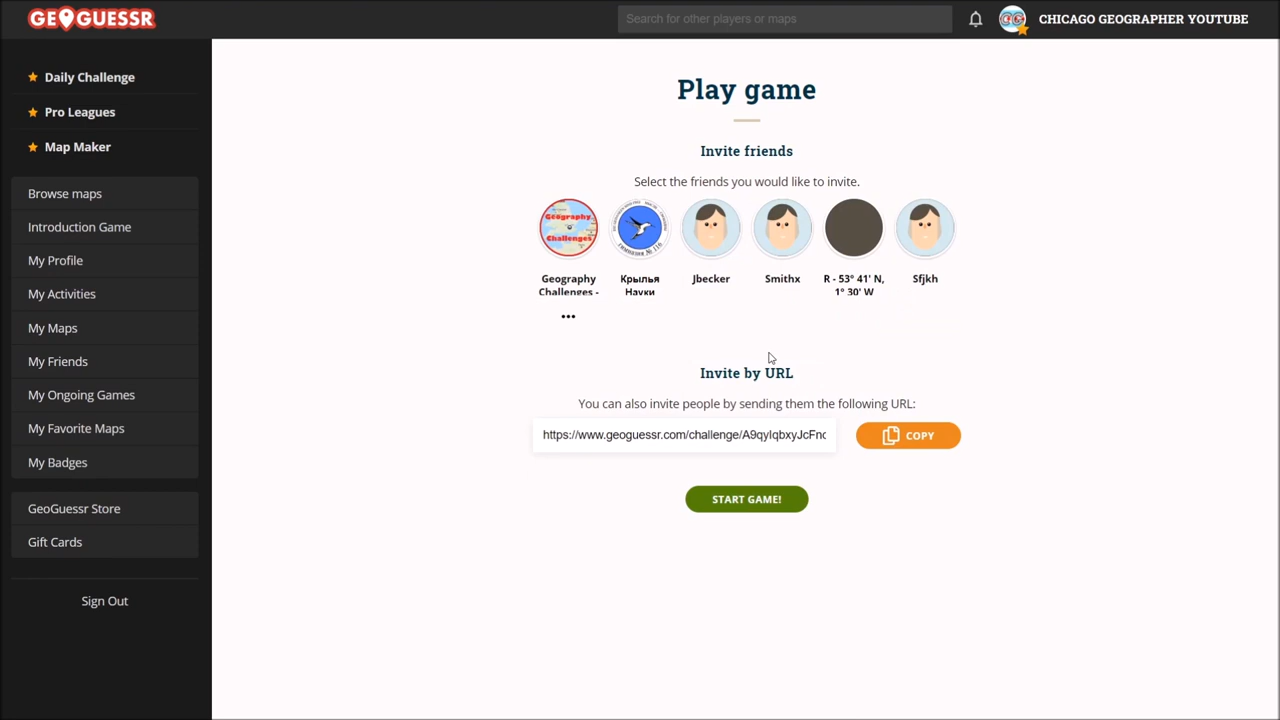 GEOGUESSR
Search for other players or maps
CHICAGO GEOGRAPHER YOUTUBE
Daily Challenge
Pro Leagues
Map Maker
Browse maps
Introduction Game
My Profile
My Activities
My Maps
My Friends
My Ongoing Games
My Favorite Maps
My Badges
GeoGuessr Store
Gift Cards
Sign Out
Play game
Invite friends
Select the friends you would like to invite.
Geography
Challenges
Geography
Challenges -
Крылья
Науки
Jbecker
Smithx
R - 53° 41' N,
1° 30' W
Sfjkh
•••
Invite by URL
You can also invite people by sending them the following URL:
https://www.geoguessr.com/challenge/A9qyIqbxyJcFnc
COPY
START GAME!